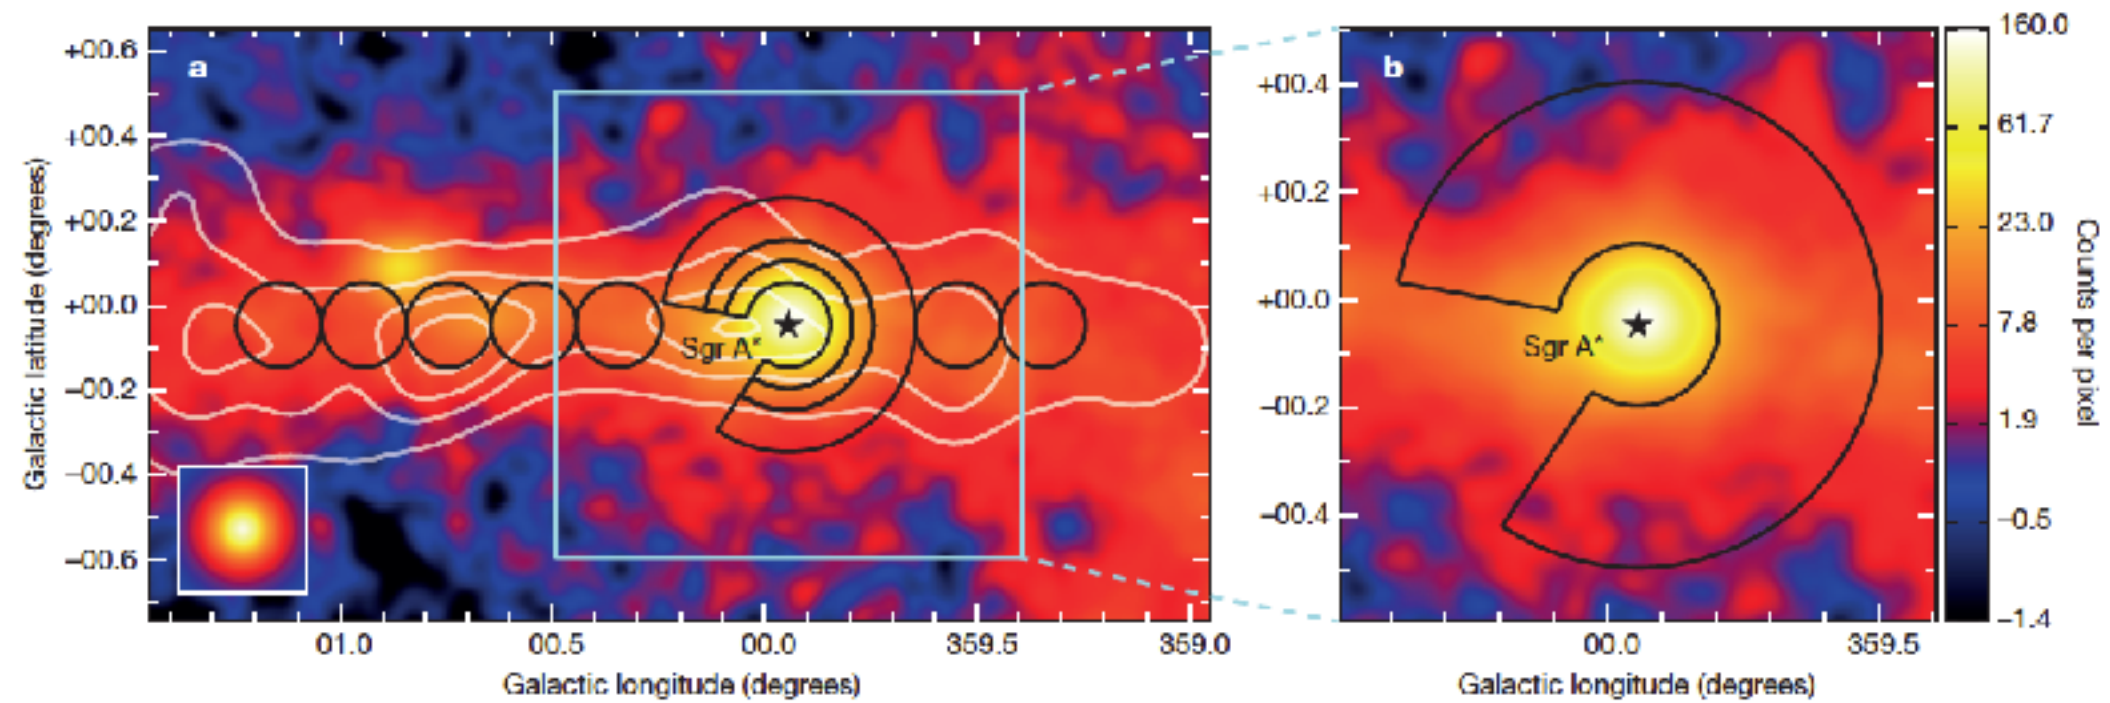 a
+00.6
+00.4
+00.2
+00.0
−00.2
−00.4
−00.6
Galactic latitude (degrees)
Sgr A*
01.0 00.5 00.0 359.5 359.0
Galactic longitude (degrees)
b
+00.4
+00.2
+00.0
−00.2
−00.4
Sgr A*
00.0 359.5
Galactic longitude (degrees)
160.0
61.7
23.0
7.8
1.9
−0.5
−1.4
Counts per pixel